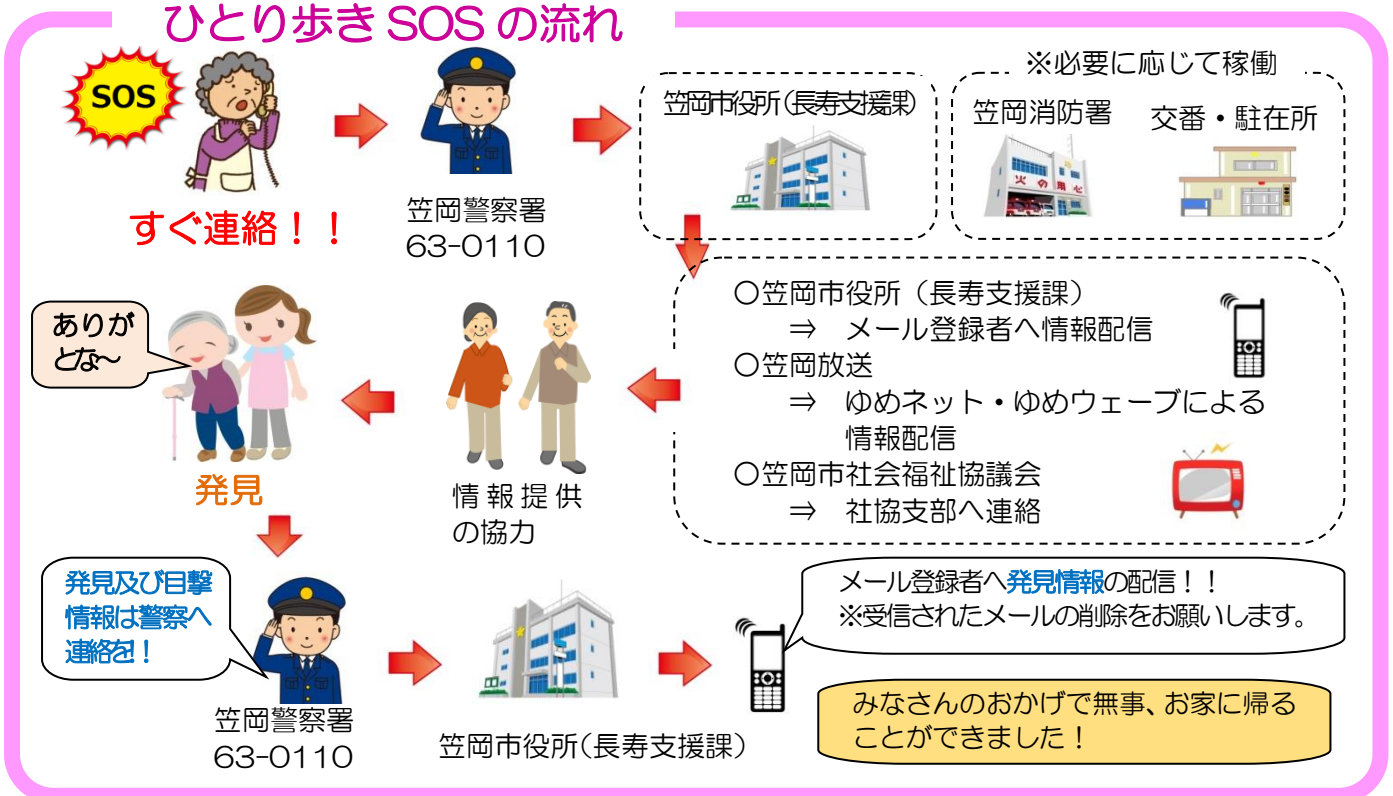 ひとり歩きSOSの流れ
SOS
すぐ連絡！！
笠岡警察署
63-0110
笠岡市役所(長寿支援課)
※必要に応じて稼働
笠岡消防署
交番・駐在所
火の用心
〇笠岡市役所（長寿支援課）
⇒ メール登録者へ情報配信
〇笠岡放送
⇒ ゆめネット・ゆめウェーブによる
情報配信
〇笠岡市社会福祉協議会
⇒ 社協支部へ連絡
情報提供
の協力
ありが
とな～
発見
発見及び目撃
情報は警察へ
連絡を！
笠岡警察署
63-0110
笠岡市役所(長寿支援課)
メール登録者へ発見情報の配信！！
※受信されたメールの削除をお願いします。
みなさんのおかげで無事、お家に帰る
ことができました！